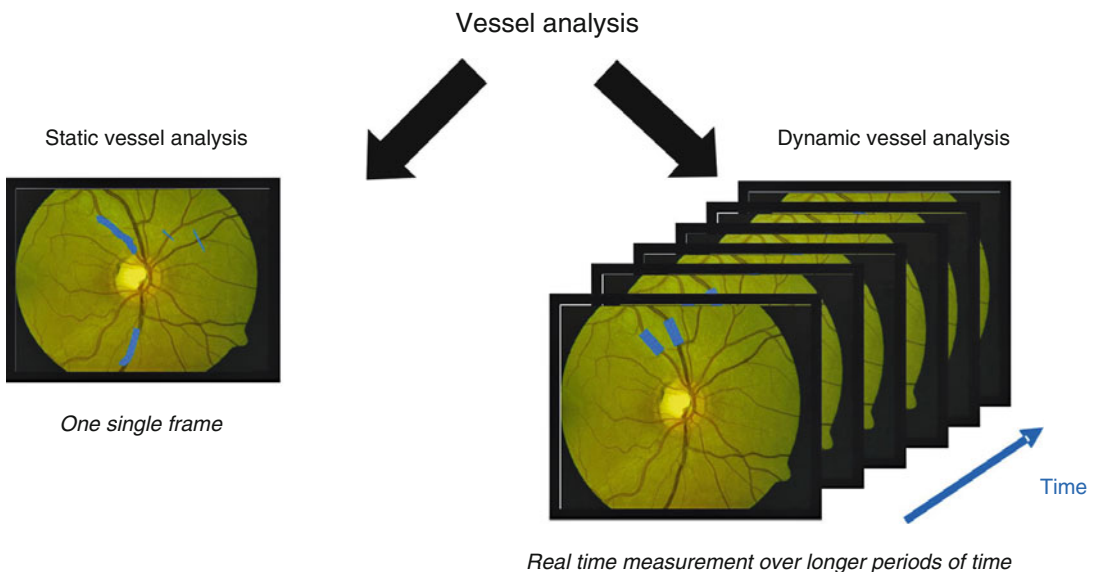 Vessel analysis
Static vessel analysis
Dynamic vessel analysis
One single frame
Time
Real time measurement over longer periods of time